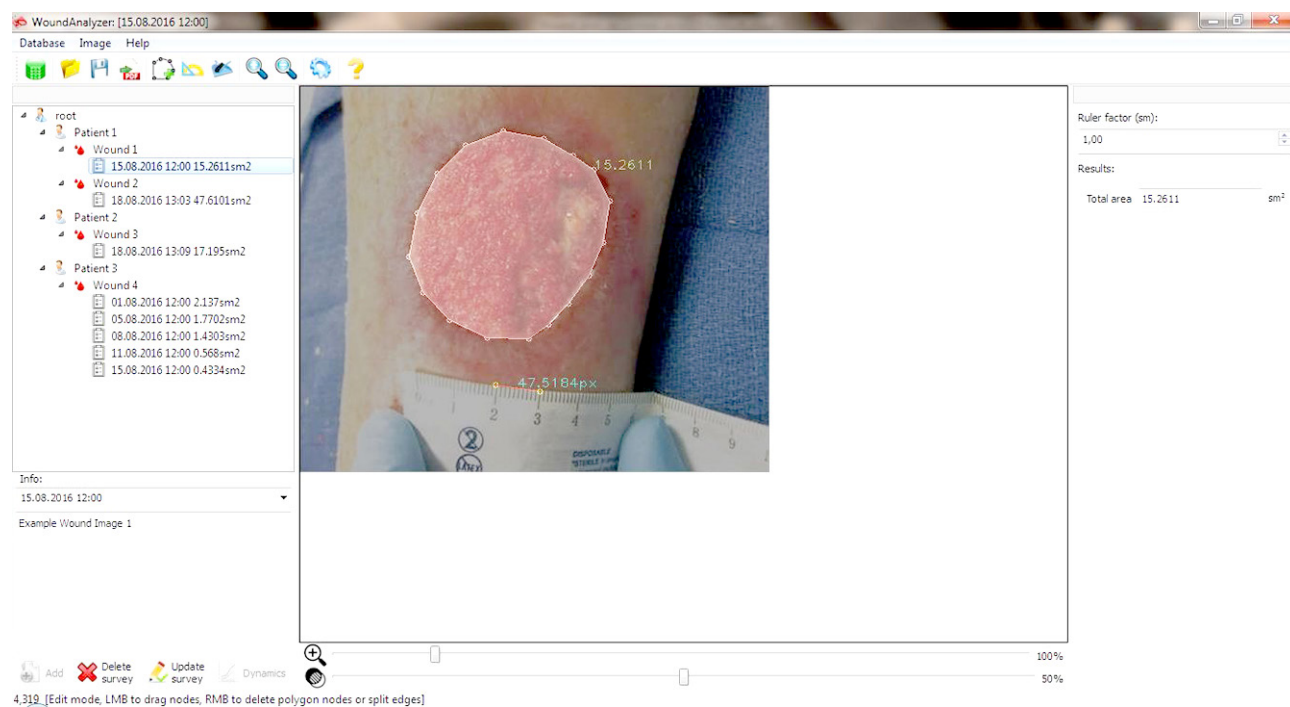 WoundAnalyzer: [15.08.2016 12:00]
Database Image Help
PDF
root
Patient 1
Wound 1
15.08.2016 12:00 15.2611sm2
Wound 2
18.08.2016 13:03 47.6101sm2
Patient 2
Wound 3
18.08.2016 13:09 17.195sm2
Patient 3
Wound 4
01.08.2016 12:00 2.137sm2
05.08.2016 12:00 1.7702sm2
08.08.2016 12:00 1.4303sm2
11.08.2016 12:00 0.568sm2
15.08.2016 12:00 0.4334sm2
Info:
15.08.2016 12:00
Example Wound Image 1
Add
Delete survey
Update survey
Dynamics
15.2611
47.5184px
0 1 2 3 4 5 8 9
2
DISPOSABLE
Ruler factor (sm):
1,00
Results:
Total area 15.2611 sm²
100%
50%
4,319 [Edit mode, LMB to drag nodes, RMB to delete polygon nodes or split edges]